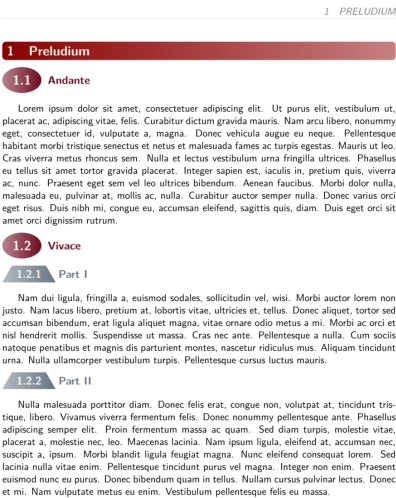 1 PRELUDIUM
1 Preludium
1.1 Andante
Lorem ipsum dolor sit amet, consectetuer adipiscing elit. Ut purus elit, vestibulum ut,
placerat ac, adipiscing vitae, felis. Curabitur dictum gravida mauris. Nam arcu libero, nonummy
eget, consectetuer id, vulputate a, magna. Donec vehicula augue eu neque. Pellentesque
habitant morbi tristique senectus et netus et malesuada fames ac turpis egestas. Mauris ut leo.
Cras viverra metus rhoncus sem. Nulla et lectus vestibulum urna fringilla ultrices. Phasellus
eu tellus sit amet tortor gravida placerat. Integer sapien est, iaculis in, pretium quis, viverra
ac, nunc. Praesent eget sem vel leo ultrices bibendum. Aenean faucibus. Morbi dolor nulla,
malesuada eu, pulvinar at, mollis ac, nulla. Curabitur auctor semper nulla. Donec varius orci
eget risus. Duis nibh mi, congue eu, accumsan eleifend, sagittis quis, diam. Duis eget orci sit
amet orci dignissim rutrum.
1.2 Vivace
1.2.1 Part I
Nam dui ligula, fringilla a, euismod sodales, sollicitudin vel, wisi. Morbi auctor lorem non
justo. Nam lacus libero, pretium at, lobortis vitae, ultricies et, tellus. Donec aliquet, tortor sed
accumsan bibendum, erat ligula aliquet magna, vitae ornare odio metus a mi. Morbi ac orci et
nisl hendrerit mollis. Suspendisse ut massa. Cras nec ante. Pellentesque a nulla. Cum sociis
natoque penatibus et magnis dis parturient montes, nascetur ridiculus mus. Aliquam tincidunt
urna. Nulla ullamcorper vestibulum turpis. Pellentesque cursus luctus mauris.
1.2.2 Part II
Nulla malesuada porttitor diam. Donec felis erat, congue non, volutpat at, tincidunt tris-
tique, libero. Vivamus viverra fermentum felis. Donec nonummy pellentesque ante. Phasellus
adipiscing semper elit. Proin fermentum massa ac quam. Sed diam turpis, molestie vitae,
placerat a, molestie nec, leo. Maecenas lacinia. Nam ipsum ligula, eleifend at, accumsan nec,
suscipit a, ipsum. Morbi blandit ligula feugiat magna. Nunc eleifend consequat lorem. Sed
lacinia nulla vitae enim. Pellentesque tincidunt purus vel magna. Integer non enim. Praesent
euismod nunc eu purus. Donec bibendum quam in tellus. Nullam cursus pulvinar lectus. Donec
et mi. Nam vulputate metus eu enim. Vestibulum pellentesque felis eu massa.